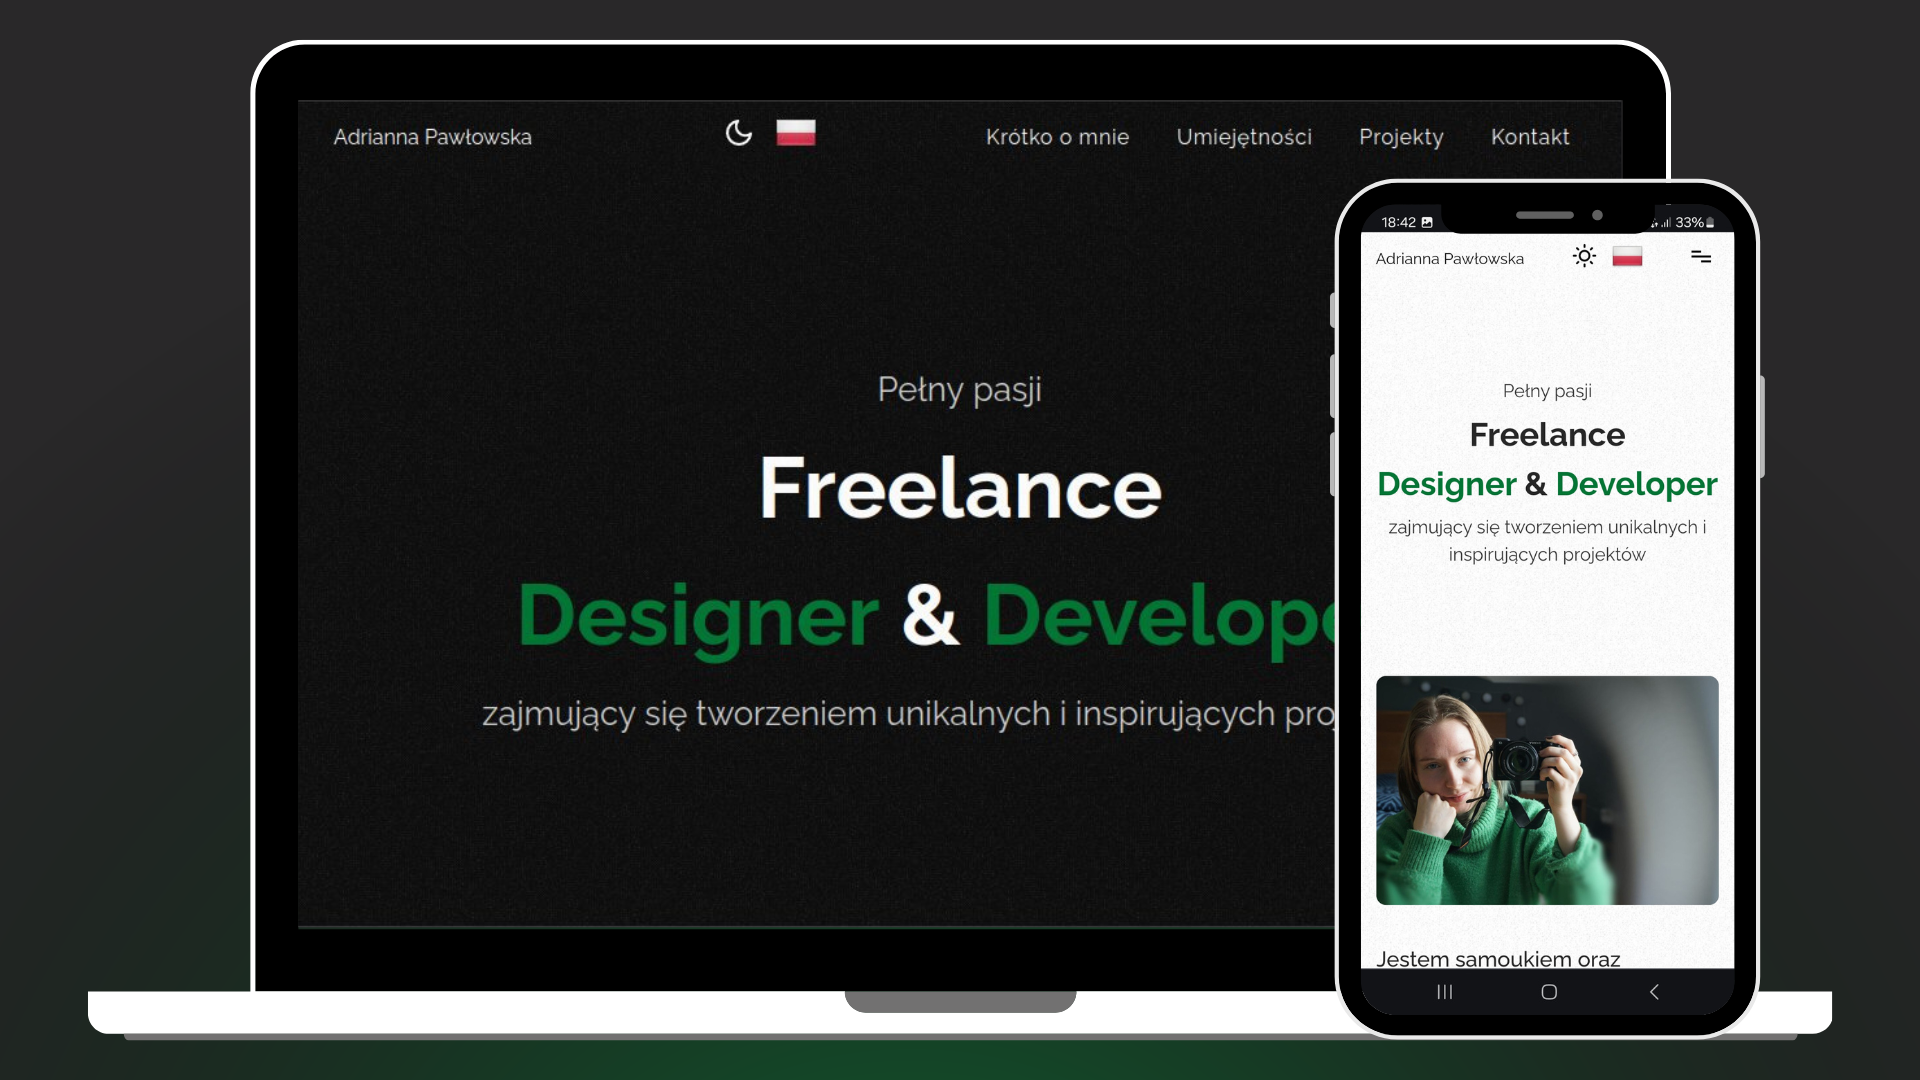 Adrianna Pawłowska
Krótko o mnie Umiejętności Projekty Kontakt
Pełny pasji
Freelance
Designer & Develope
zajmujący się tworzeniem unikalnych i inspirujących pro
18:42 33%
Adrianna Pawłowska
Pełny pasji
Freelance
Designer & Developer
zajmujący się tworzeniem unikalnych i
inspirujących projektów
Jestem samoukiem oraz